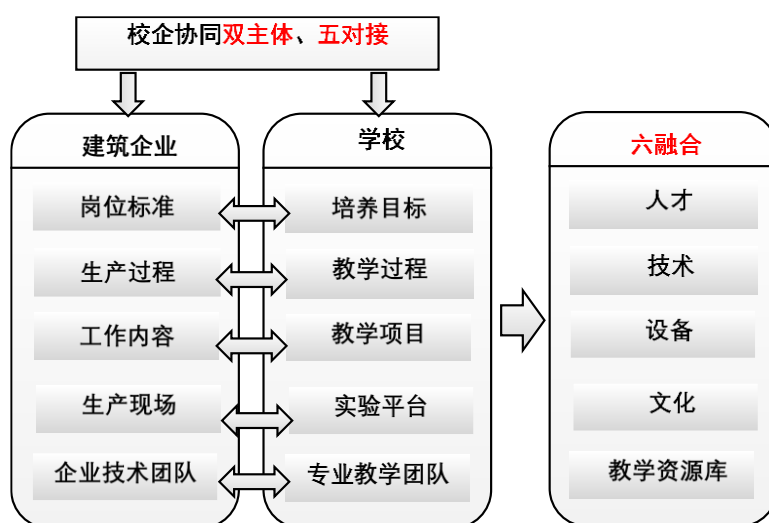 校企协同双主体、五对接
建筑企业
岗位标准
生产过程
工作内容
生产现场
企业技术团队
学校
培养目标
教学过程
教学项目
实验平台
专业教学团队
六融合
人才
技术
设备
文化
教学资源库